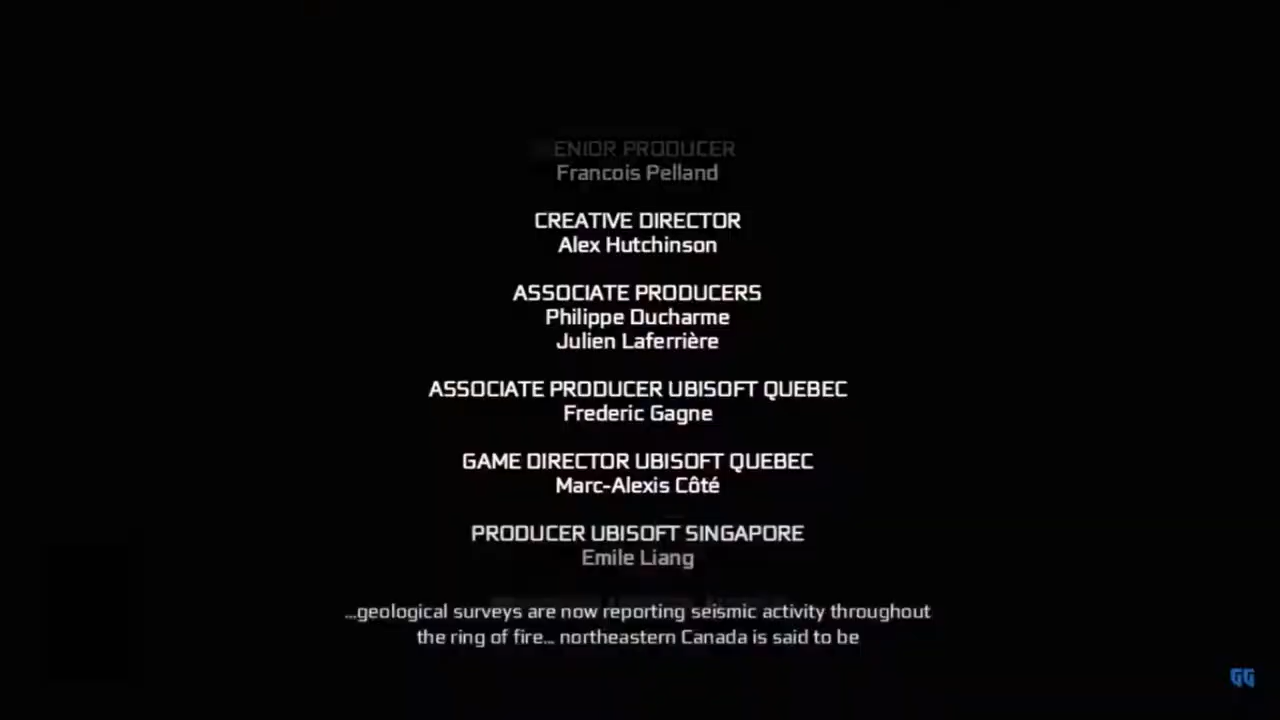 SENIOR PRODUCER
Francois Pelland
CREATIVE DIRECTOR
Alex Hutchinson
ASSOCIATE PRODUCERS
Philippe Ducharme
Julien Laferrière
ASSOCIATE PRODUCER UBISOFT QUEBEC
Frederic Gagne
GAME DIRECTOR UBISOFT QUEBEC
Marc-Alexis Côté
PRODUCER UBISOFT SINGAPORE
Emile Liang
...geological surveys are now reporting seismic activity throughout
the ring of fire... northeastern Canada is said to be
GG